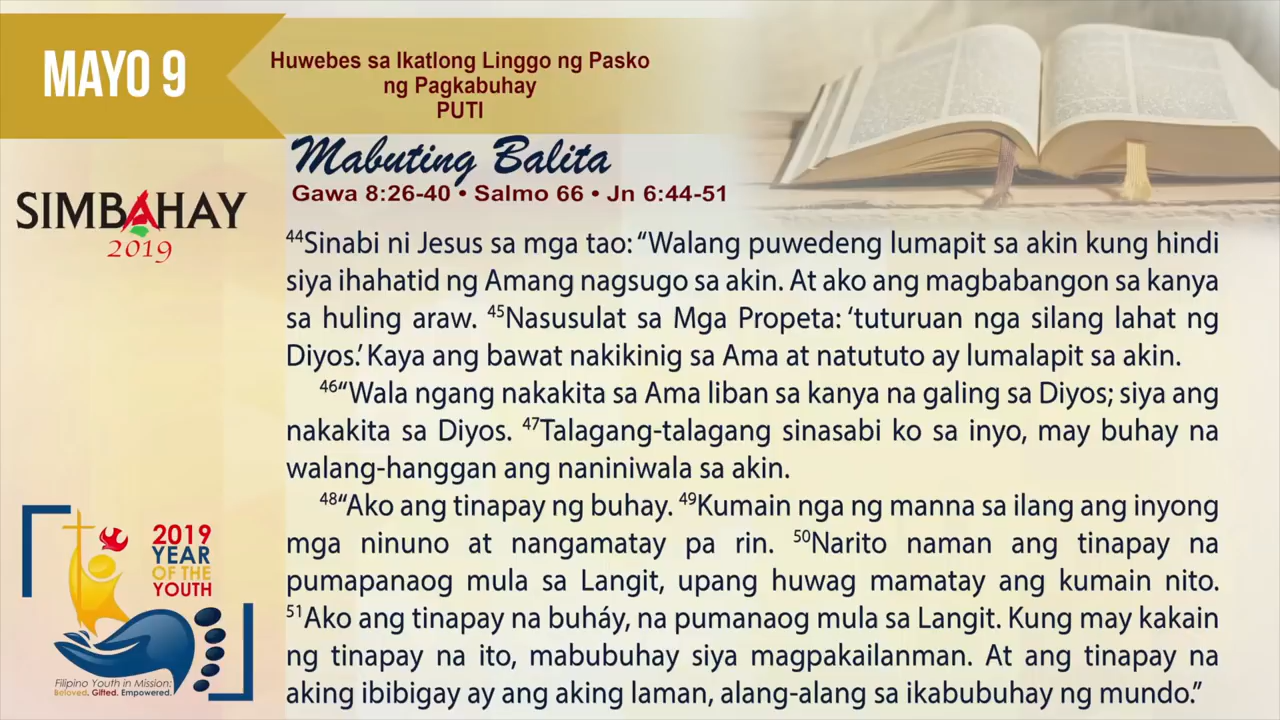 MAYO 9
Huwebes sa Ikatlong Linggo ng Pasko
ng Pagkabuhay
PUTI
Mabuting Balita
Gawa 8:26-40 • Salmo 66 • Jn 6:44-51
SIMBAHAY
2019
44Sinabi ni Jesus sa mga tao: “Walang puwedeng lumapit sa akin kung hindi
siya ihahatid ng Amang nagsugo sa akin. At ako ang magbabangon sa kanya
sa huling araw. 45Nasusulat sa Mga Propeta: ‘tuturuan nga silang lahat ng
Diyos.’ Kaya ang bawat nakikinig sa Ama at natututo ay lumalapit sa akin.
46“Wala ngang nakakita sa Ama liban sa kanya na galing sa Diyos; siya ang
nakakita sa Diyos. 47Talagang-talagang sinasabi ko sa inyo, may buhay na
walang-hanggan ang naniniwala sa akin.
48“Ako ang tinapay ng buhay. 49Kumain nga ng manna sa ilang ang inyong
mga ninuno at nangamatay pa rin. 50Narito naman ang tinapay na
pumapanaog mula sa Langit, upang huwag mamatay ang kumain nito.
51Ako ang tinapay na buháy, na pumanaog mula sa Langit. Kung may kakain
ng tinapay na ito, mabubuhay siya magpakailanman. At ang tinapay na
aking ibibigay ay ang aking laman, alang-alang sa ikabubuhay ng mundo.”
2019
YEAR
OF THE
YOUTH
Filipino Youth in Mission:
Beloved. Gifted. Empowered.